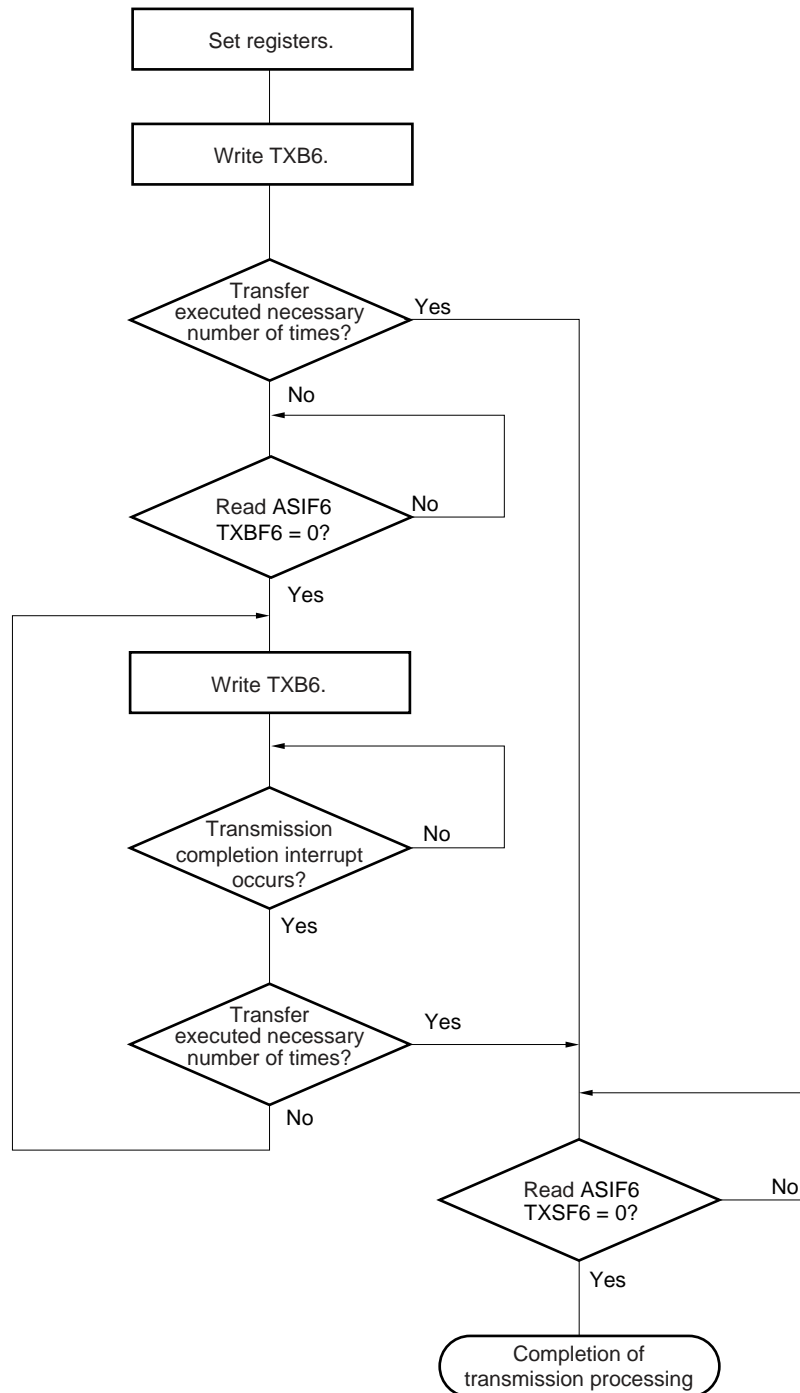 Set registers.
Write TXB6.
Transfer
executed necessary
number of times?
Yes
No
Read ASIF6
TXBF6 = 0?
No
Yes
Write TXB6.
Transmission
completion interrupt
occurs?
No
Yes
Transfer
executed necessary
number of times?
Yes
No
Read ASIF6
TXSF6 = 0?
No
Yes
Completion of
transmission processing